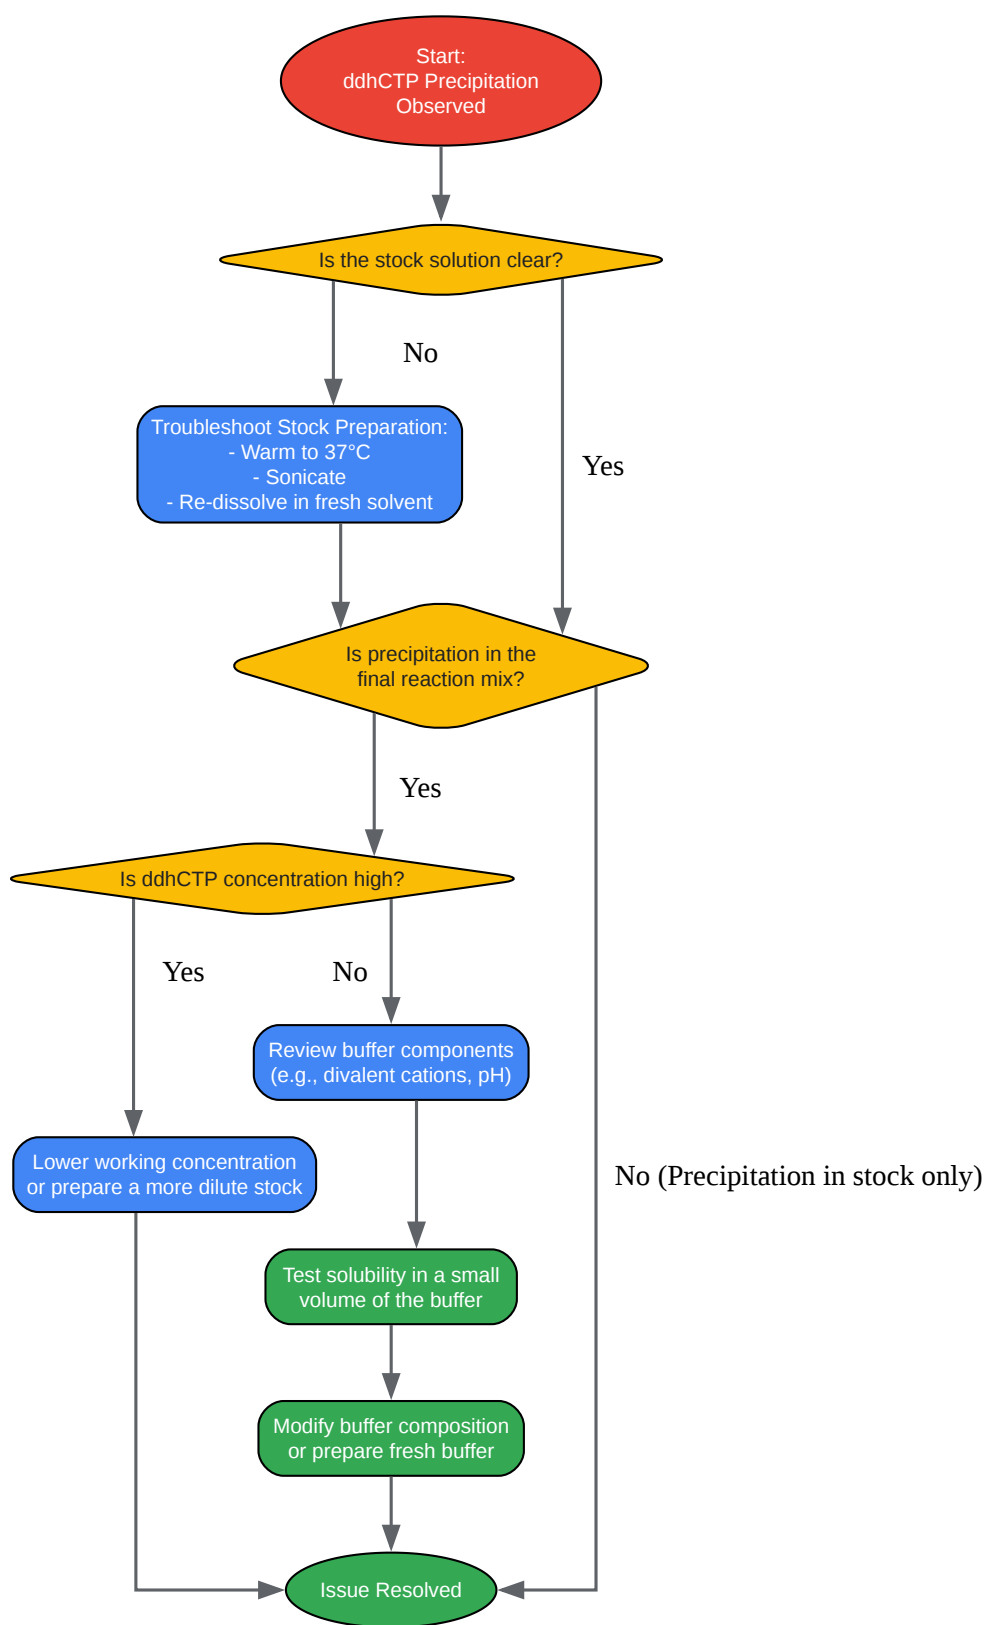 Start:
ddhCTP Precipitation
Observed
Is the stock solution clear?
No
Troubleshoot Stock Preparation:
- Warm to 37°C
- Sonicate
- Re-dissolve in fresh solvent
Yes
Is precipitation in the
final reaction mix?
Yes
Is ddhCTP concentration high?
Yes
No
Review buffer components
(e.g., divalent cations, pH)
Lower working concentration
or prepare a more dilute stock
No (Precipitation in stock only)
Test solubility in a small
volume of the buffer
Modify buffer composition
or prepare fresh buffer
Issue Resolved